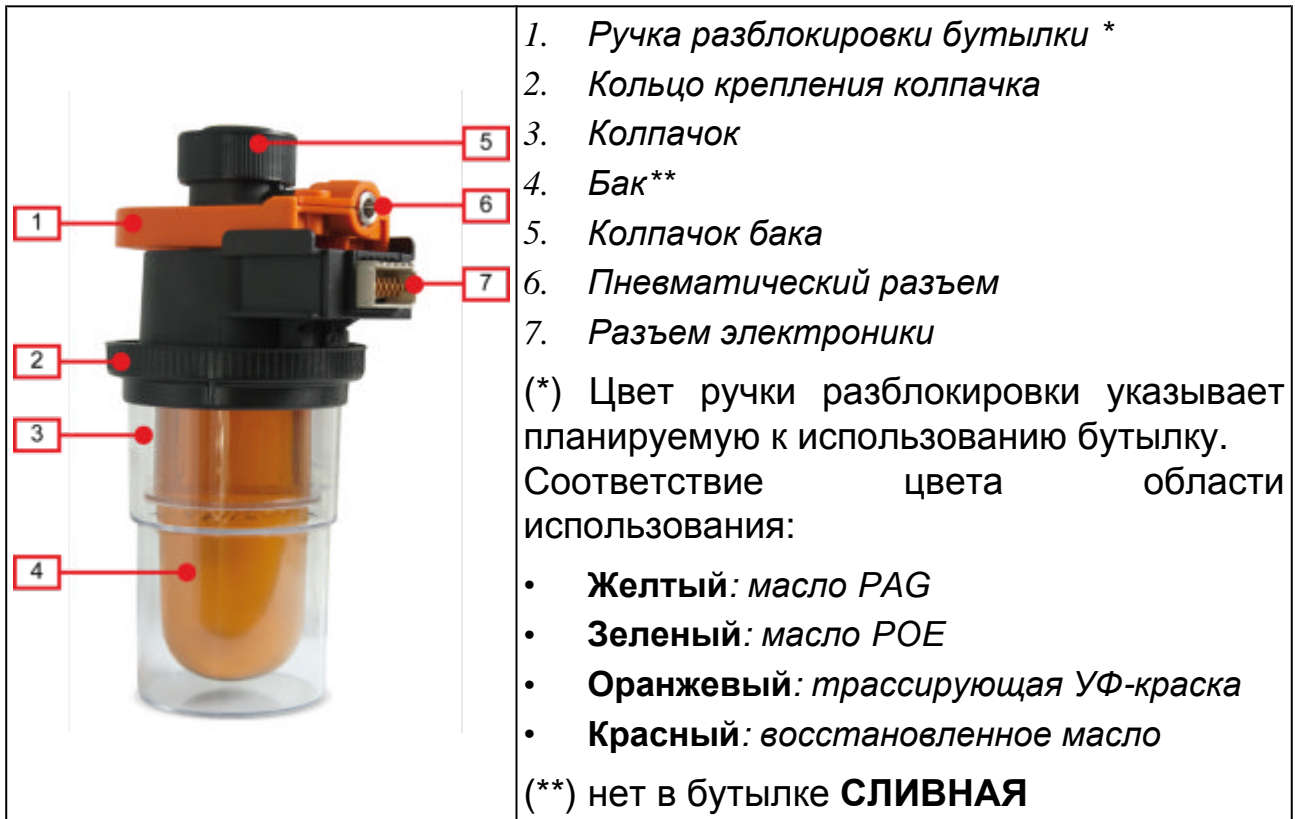 5
6
1
7
2
3
4
1. Ручка разблокировки бутылки *
2. Кольцо крепления колпачка
3. Колпачок
4. Бак**
5. Колпачок бака
6. Пневматический разъем
7. Разъем электроники
(*) Цвет ручки разблокировки указывает
планируемую к использованию бутылку.
Соответствие цвета области
использования:
• Желтый: масло PAG
• Зеленый: масло POE
• Оранжевый: трассирующая УФ-краска
• Красный: восстановленное масло
(**) нет в бутылке СЛИВНАЯ